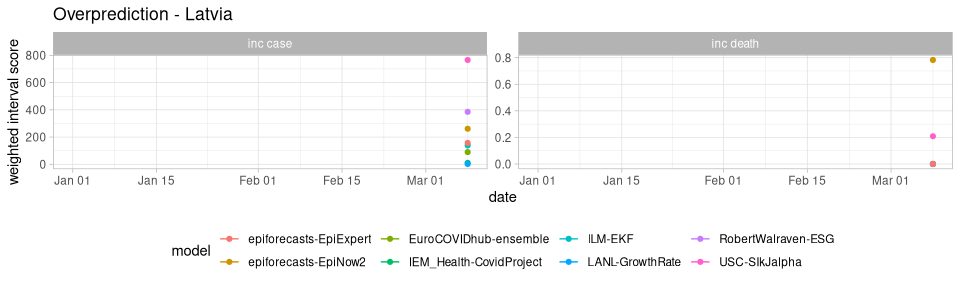 Overprediction - Latvia
inc case
inc death
weighted interval score
800
600
400
200
0
0.8
0.6
0.4
0.2
0.0
Jan 01
Jan 15
Feb 01
Feb 15
Mar 01
Jan 01
Jan 15
Feb 01
Feb 15
Mar 01
date
model
epiforecasts-EpiExpert
EuroCOVIDhub-ensemble
ILM-EKF
RobertWalraven-ESG
epiforecasts-EpiNow2
IEM_Health-CovidProject
LANL-GrowthRate
USC-SIkJalpha